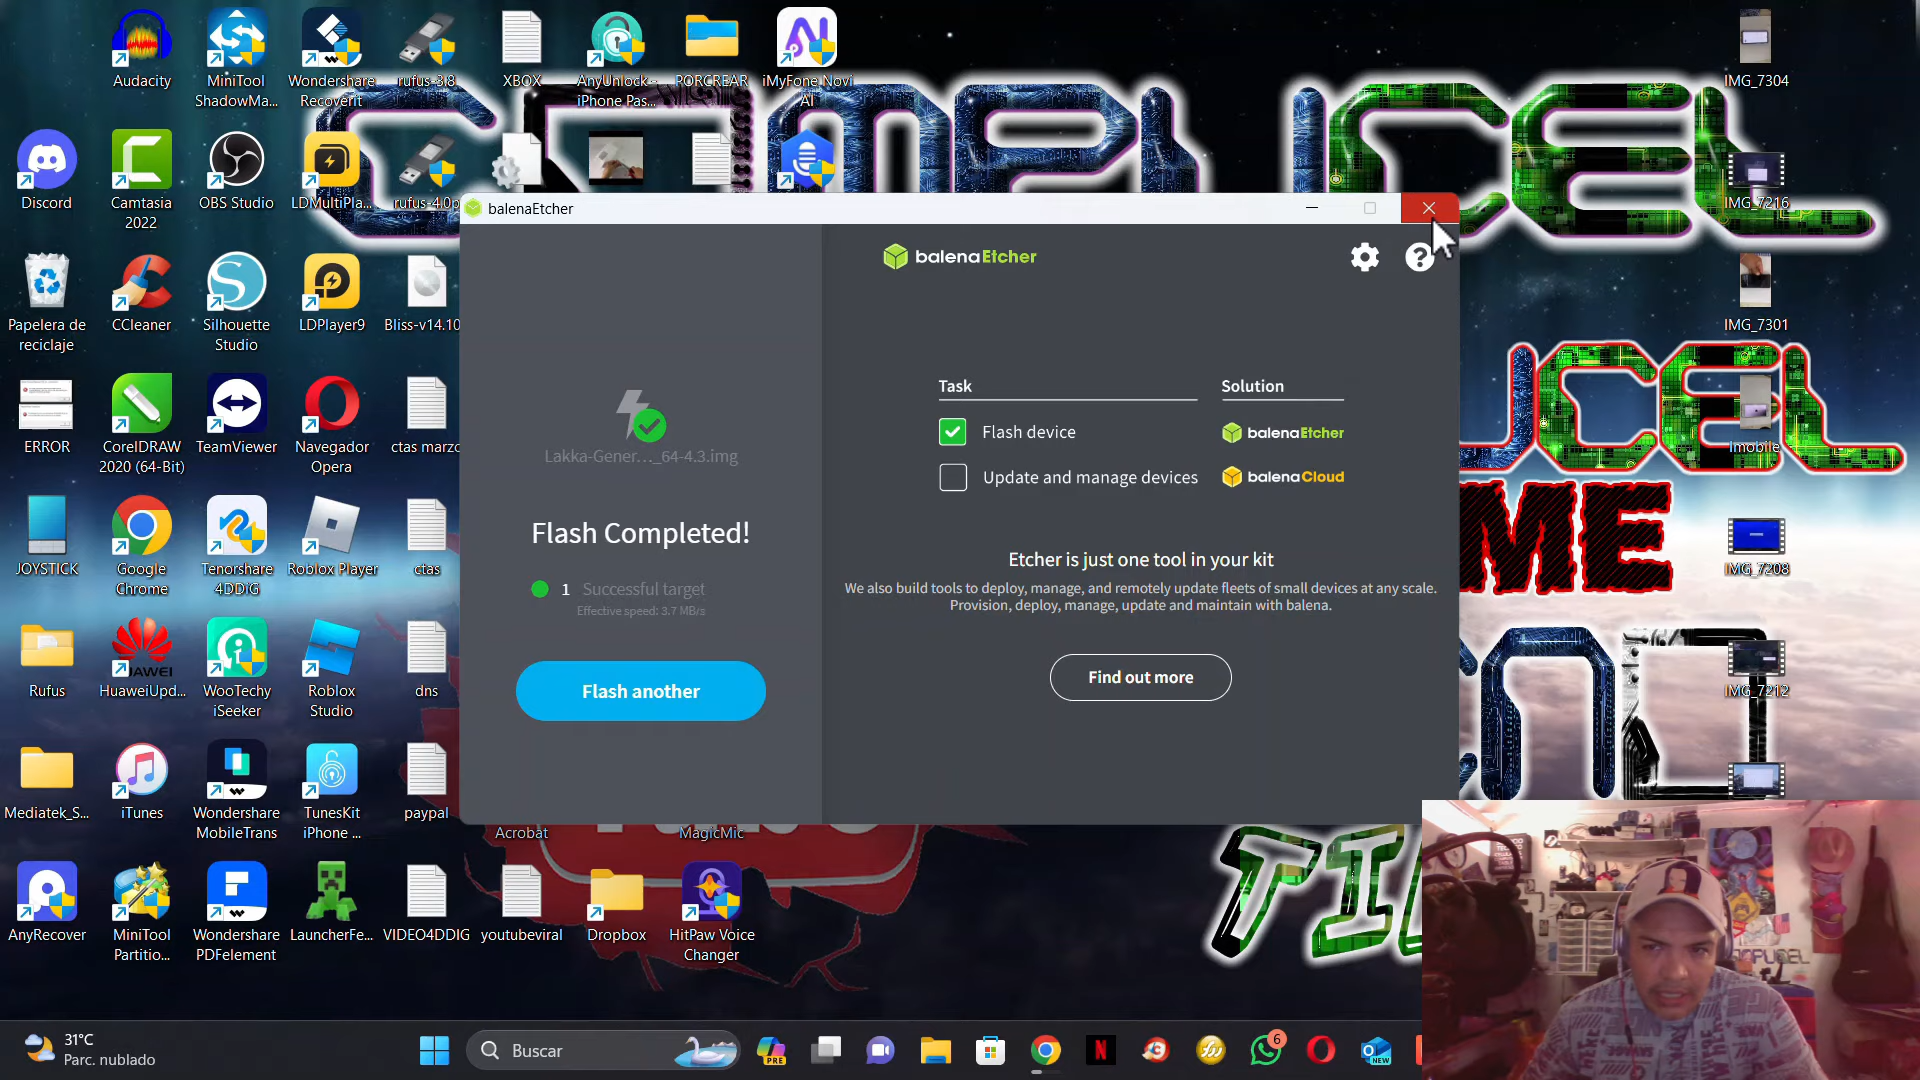 Audacity
MiniTool
ShadowMa...
Wondershare
Recoverit
rufus-3.8
XBOX
AnyUnlock--
iPhone Pas...
PORCREAR
iMyFone Novi
AI
IMG_7304
Discord
Camtasia
2022
OBS Studio
LDMultiPla...
rufus-4.0p
IMG_7216
balenaEtcher
balenaEtcher
Papelera de
reciclaje
CCleaner
Silhouette
Studio
LDPlayer9
Bliss-v14.10
IMG_7301
ERROR
CorelDRAW
2020 (64-Bit)
TeamViewer
Navegador
Opera
ctas marzo
Imobile
Task
Solution
Flash device
balenaEtcher
Update and manage devices
balenaCloud
Lakka-Gener..._64-4.3.img
Flash Completed!
1 Successful target
Effective speed: 3.7 MB/s
Flash another
Etcher is just one tool in your kit
We also build tools to deploy, manage, and remotely update fleets of small devices at any scale.
Provision, deploy, manage, update and maintain with balena.
Find out more
JOYSTICK
Google
Chrome
Tenorshare
4DDiG
Roblox Player
ctas
IMG_7208
Rufus
HUAWEI
HuaweiUpd...
WooTechy
iSeeker
Roblox
Studio
dns
IMG_7212
Mediatek_S...
iTunes
Wondershare
MobileTrans
TunesKit
iPhone ...
paypal
Acrobat
MagicMic
AnyRecover
MiniTool
Partitio...
Wondershare
PDFelement
LauncherFe...
VIDEO4DDIG
youtubeviral
Dropbox
HitPaw Voice
Changer
31°C
Parc. nublado
Buscar
PRE
6
NEW